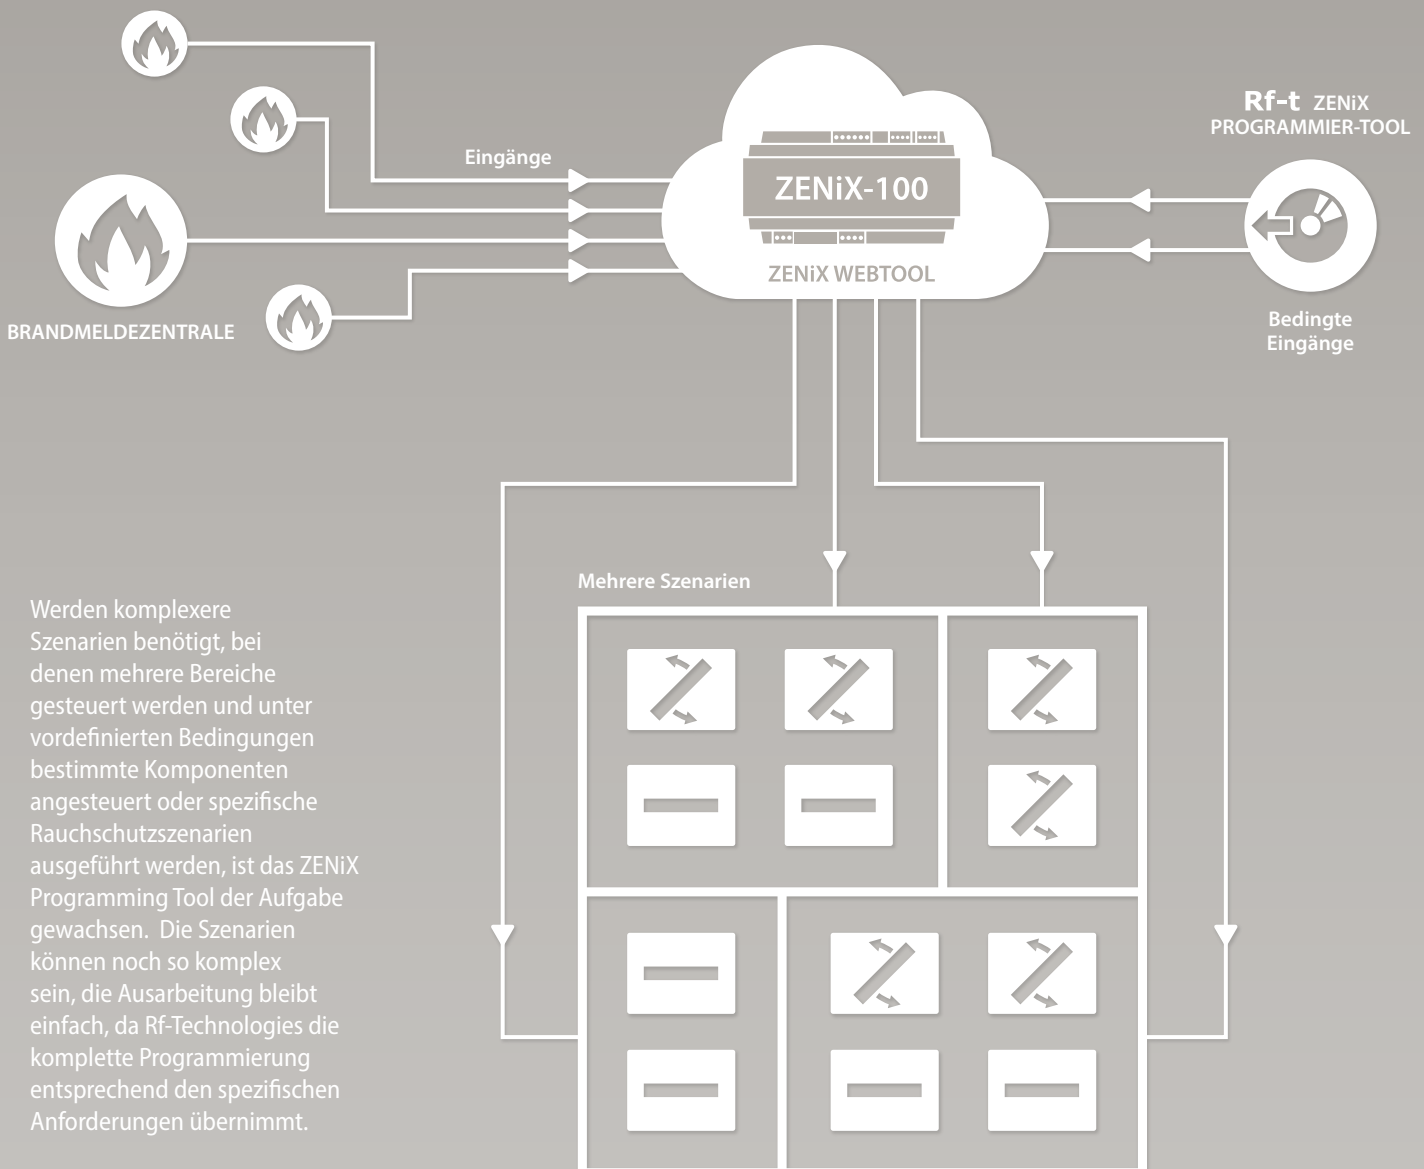 Rf-t ZENiX
PROGRAMMIER-TOOL
Eingänge
ZENiX-100
ZENiX WEBTOOL
BRANDMELDEZENTRALE
Bedingte
Eingänge
Mehrere Szenarien
Werden komplexere
Szenarien benötigt, bei
denen mehrere Bereiche
gesteuert werden und unter
vordefinierten Bedingungen
bestimmte Komponenten
angesteuert oder spezifische
Rauchschutzszenarien
ausgeführt werden, ist das ZENiX
Programming Tool der Aufgabe
gewachsen.  Die Szenarien
können noch so komplex
sein, die Ausarbeitung bleibt
einfach, da Rf-Technologies die
komplette Programmierung
entsprechend den spezifischen
Anforderungen übernimmt.